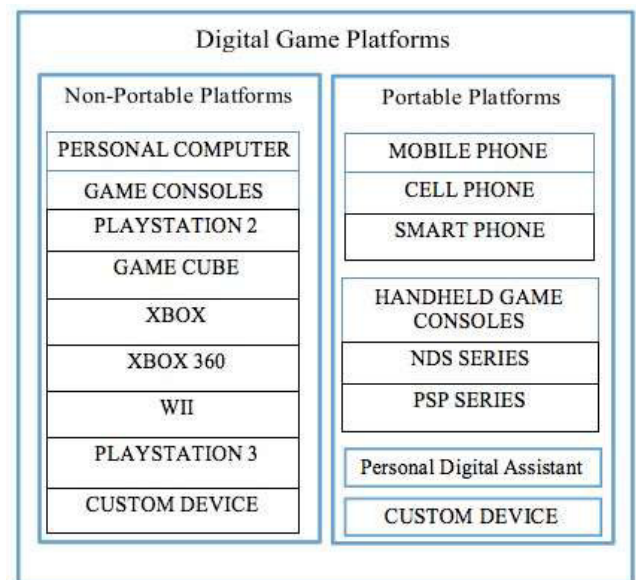 Digital Game Platforms
Non-Portable Platforms
PERSONAL COMPUTER
GAME CONSOLES
PLAYSTATION 2
GAME CUBE
XBOX
XBOX 360
WII
PLAYSTATION 3
CUSTOM DEVICE
Portable Platforms
MOBILE PHONE
CELL PHONE
SMART PHONE
HANDHELD GAME
CONSOLES
NDS SERIES
PSP SERIES
Personal Digital Assistant
CUSTOM DEVICE